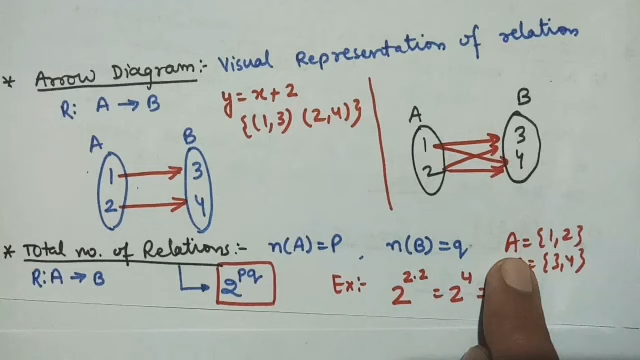 * Arrow Diagram:- Visual Representation of relation
R: A → B
y = x + 2
{(1,3) (2,4)}
A B
1 3
2 4
A B
1 3
2 4
* Total no. of Relations:- n(A) = P , n(B) = q
A = {1,2}
= {3,4}
R: A → B
2^pq
Ex:- 2^2·2 = 2^4 =